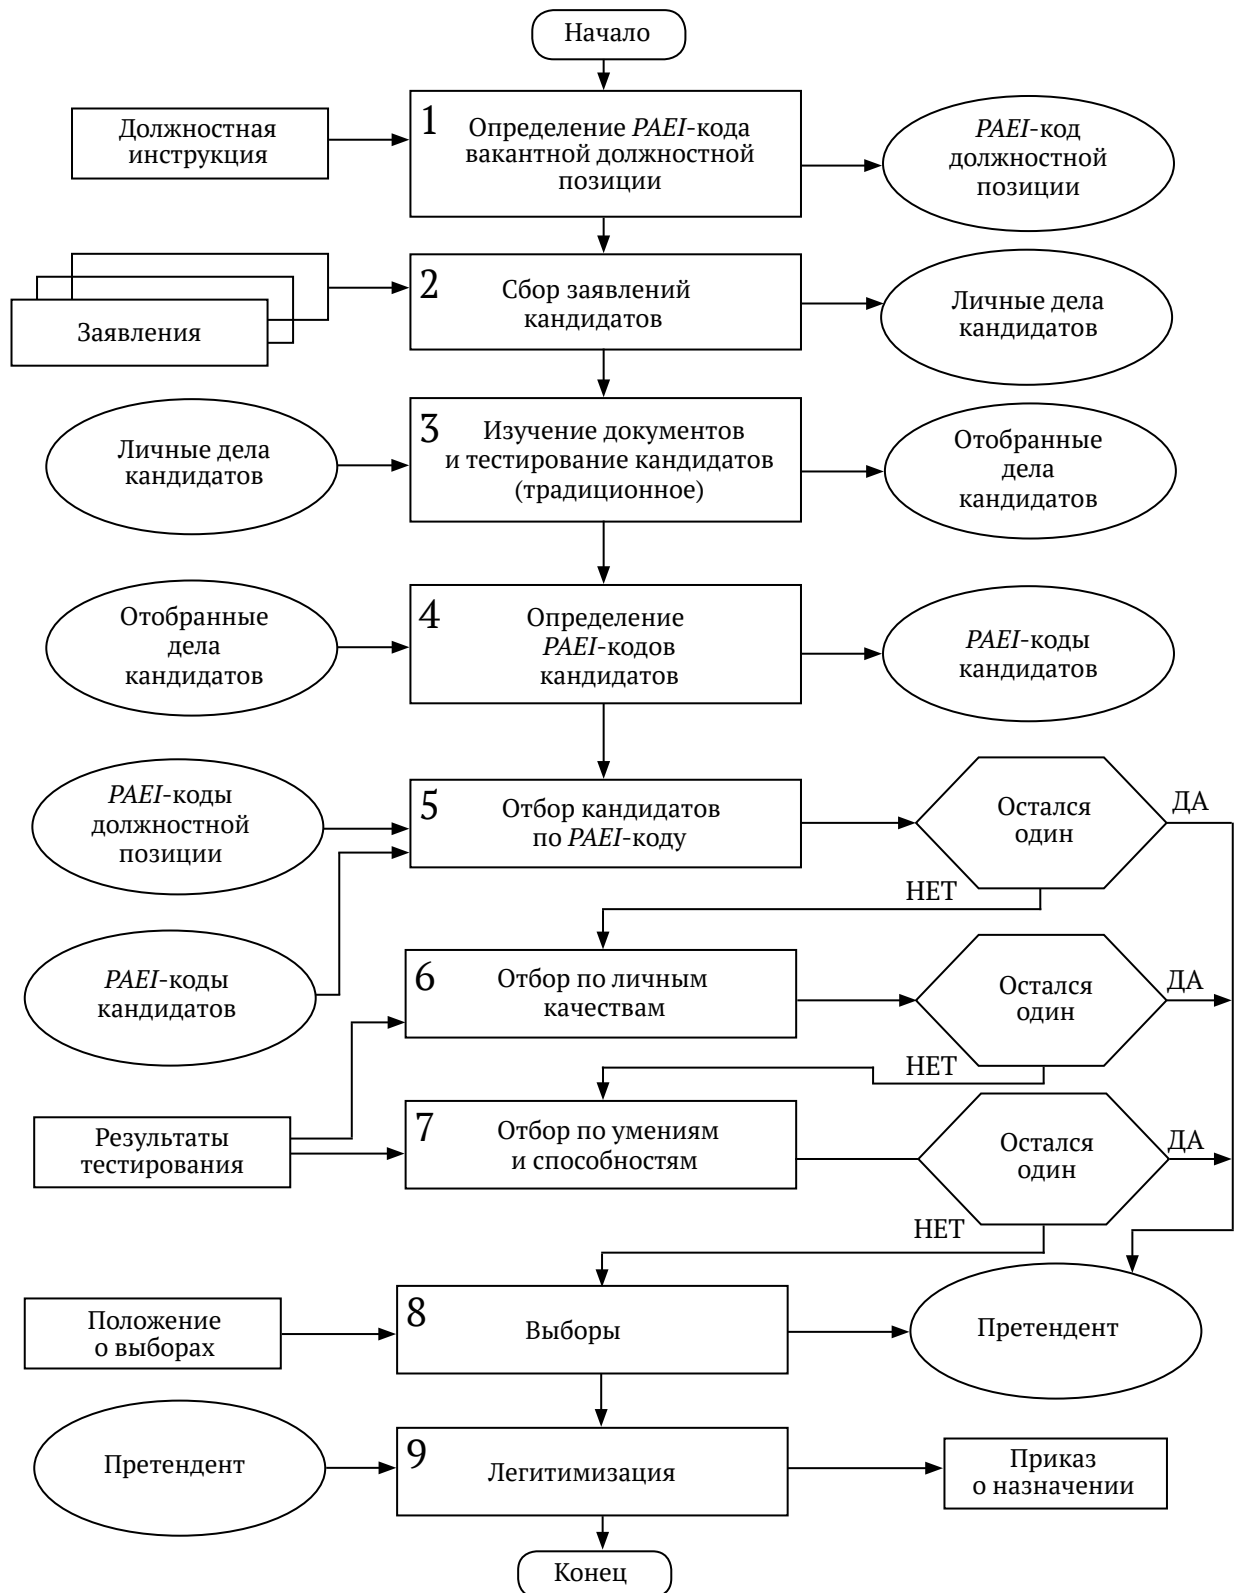 Начало
Должностная
инструкция
1
Определение PAEI-кода
вакантной должностной
позиции
PAEI-код
должностной
позиции
Заявления
2
Сбор заявлений
кандидатов
Личные дела
кандидатов
Личные дела
кандидатов
3
Изучение документов
и тестирование кандидатов
(традиционное)
Отобранные
дела
кандидатов
Отобранные
дела
кандидатов
4
Определение
PAEI-кодов
кандидатов
PAEI-коды
кандидатов
PAEI-коды
должностной
позиции
5
Отбор кандидатов
по PAEI-коду
Остался
один
ДА
НЕТ
PAEI-коды
кандидатов
6
Отбор по личным
качествам
Остался
один
ДА
НЕТ
Результаты
тестирования
7
Отбор по умениям
и способностям
Остался
один
ДА
НЕТ
Положение
о выборах
8
Выборы
Претендент
Претендент
9
Легитимизация
Приказ
о назначении
Конец